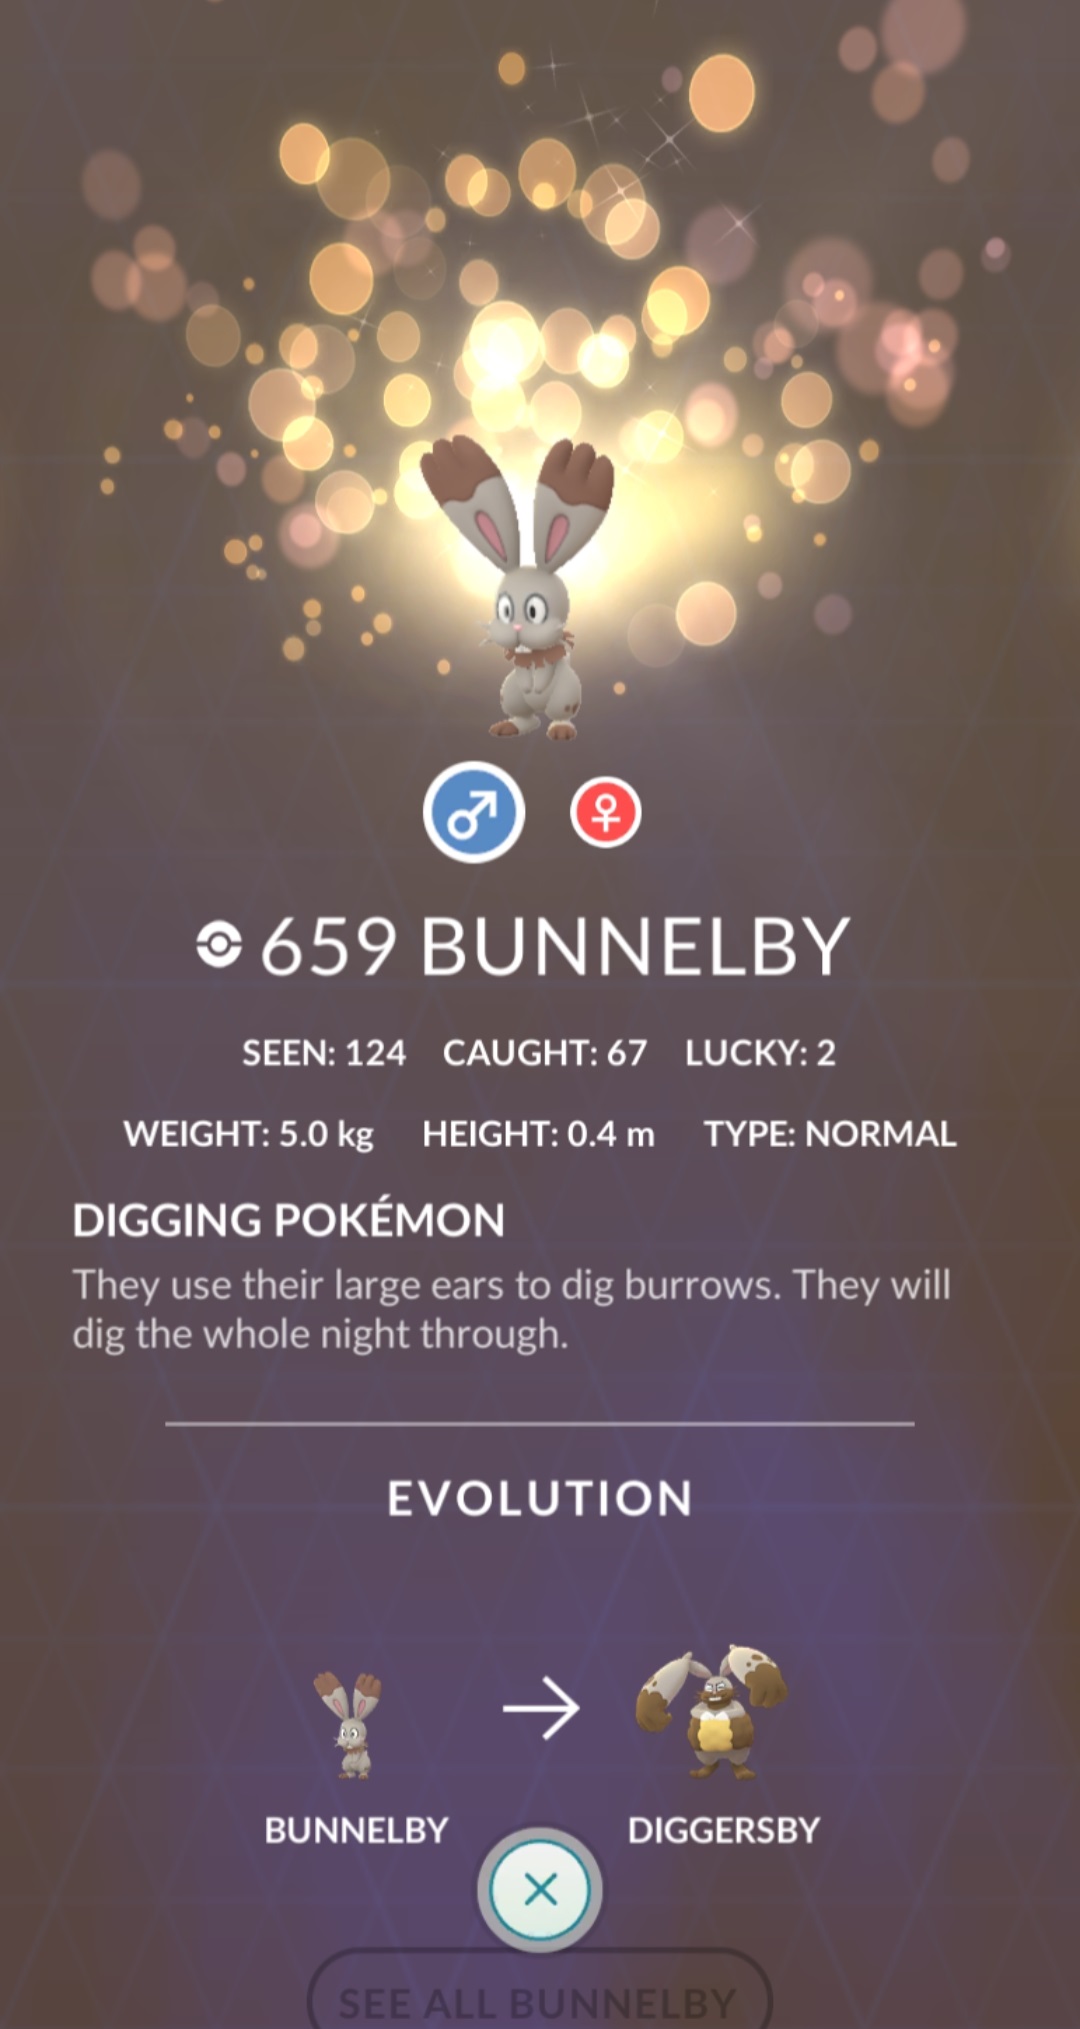 659 BUNNELBY
SEEN: 124 CAUGHT: 67 LUCKY: 2
WEIGHT: 5.0 kg HEIGHT: 0.4 m TYPE: NORMAL
DIGGING POKÉMON
They use their large ears to dig burrows. They will
dig the whole night through.
EVOLUTION
BUNNELBY DIGGERSBY
SEE ALL BUNNELBY